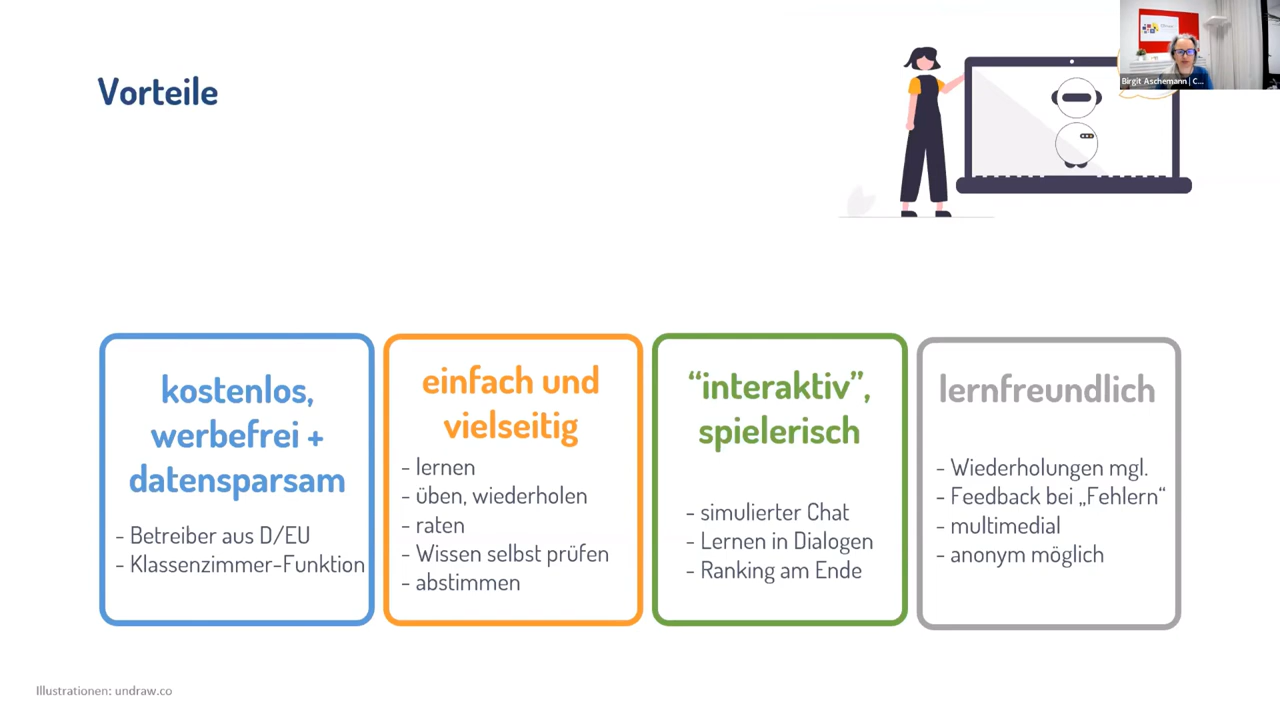 Vorteile
Birgit Aschemann | C...
kostenlos,
werbefrei +
datensparsam
- Betreiber aus D/EU
- Klassenzimmer-Funktion
einfach und
vielseitig
- lernen
- üben, wiederholen
- raten
- Wissen selbst prüfen
- abstimmen
“interaktiv”,
spielerisch
- simulierter Chat
- Lernen in Dialogen
- Ranking am Ende
lernfreundlich
- Wiederholungen mgl.
- Feedback bei „Fehlern“
- multimedial
- anonym möglich
Illustrationen: undraw.co